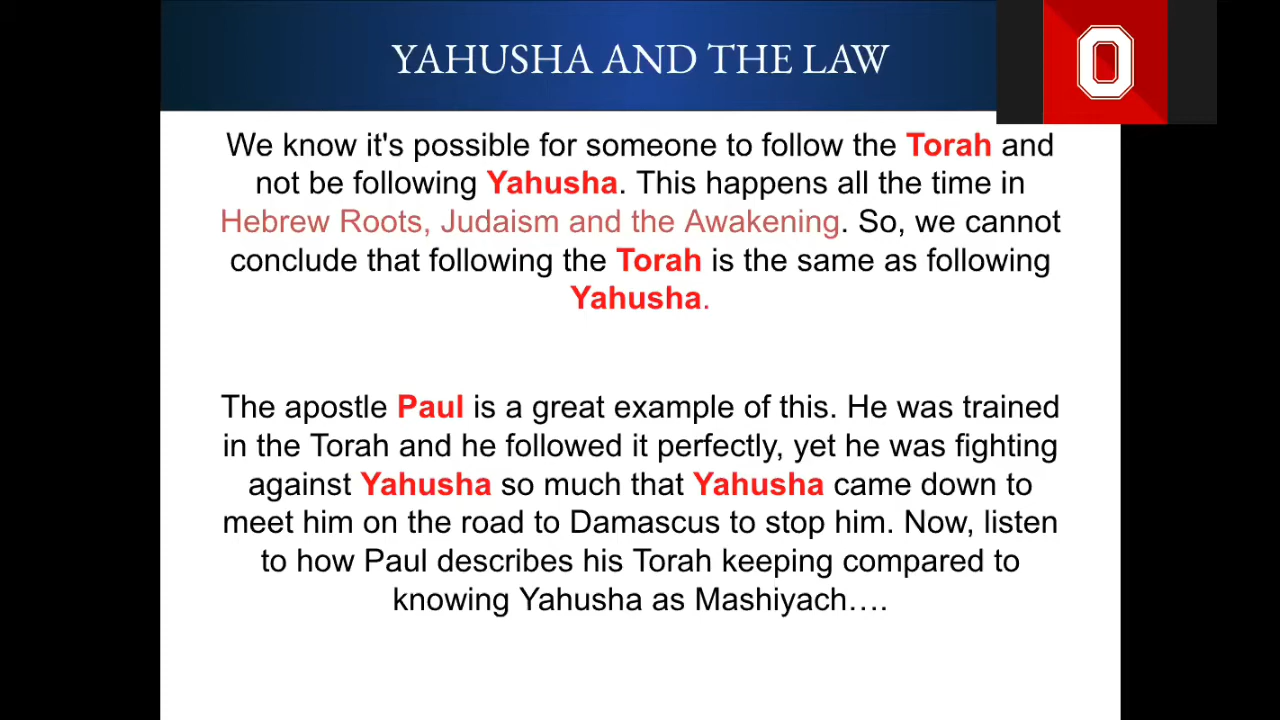 YAHUSHA AND THE LAW
We know it's possible for someone to follow the Torah and
not be following Yahusha. This happens all the time in
Hebrew Roots, Judaism and the Awakening. So, we cannot
conclude that following the Torah is the same as following
Yahusha.
The apostle Paul is a great example of this. He was trained
in the Torah and he followed it perfectly, yet he was fighting
against Yahusha so much that Yahusha came down to
meet him on the road to Damascus to stop him. Now, listen
to how Paul describes his Torah keeping compared to
knowing Yahusha as Mashiyach….